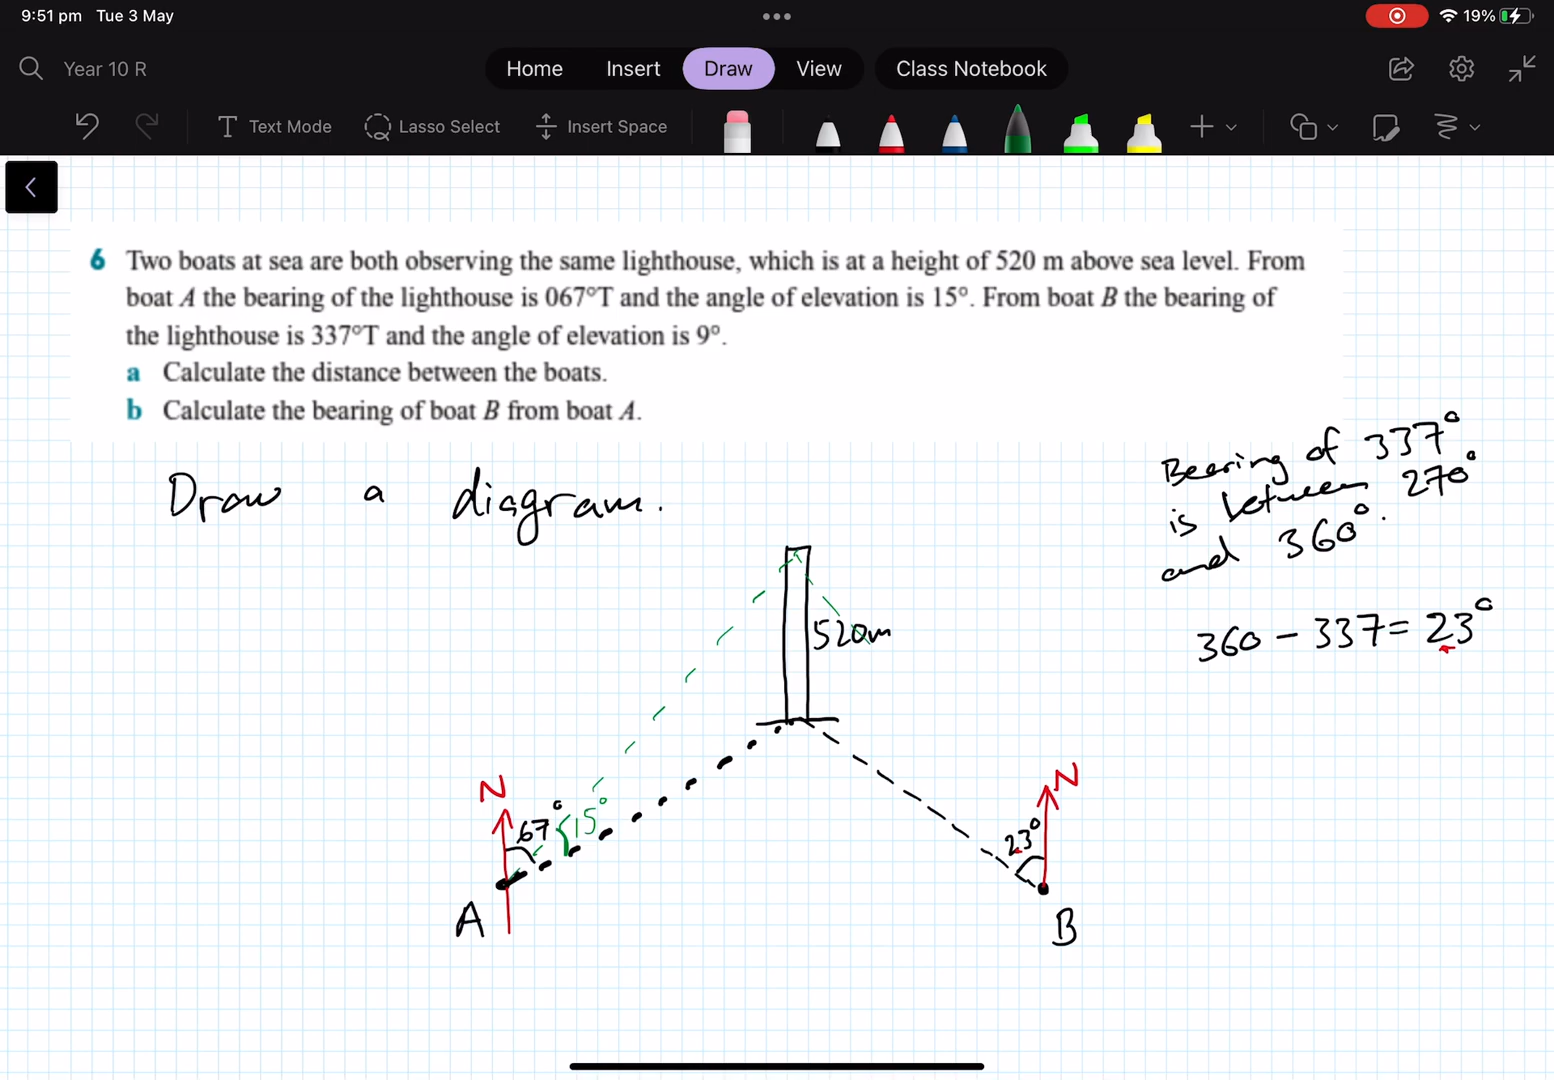 9:51 pm Tue 3 May
19%
Year 10 R
Home Insert Draw View Class Notebook
Text Mode Lasso Select Insert Space
6 Two boats at sea are both observing the same lighthouse, which is at a height of 520 m above sea level. From
boat A the bearing of the lighthouse is 067°T and the angle of elevation is 15°. From boat B the bearing of
the lighthouse is 337°T and the angle of elevation is 9°.
a Calculate the distance between the boats.
b Calculate the bearing of boat B from boat A.
Draw a diagram.
Bearing of 337°
is between 270°
and 360°.
360 - 337 = 23°
520m
N
67°
15°
A
N
23°
B